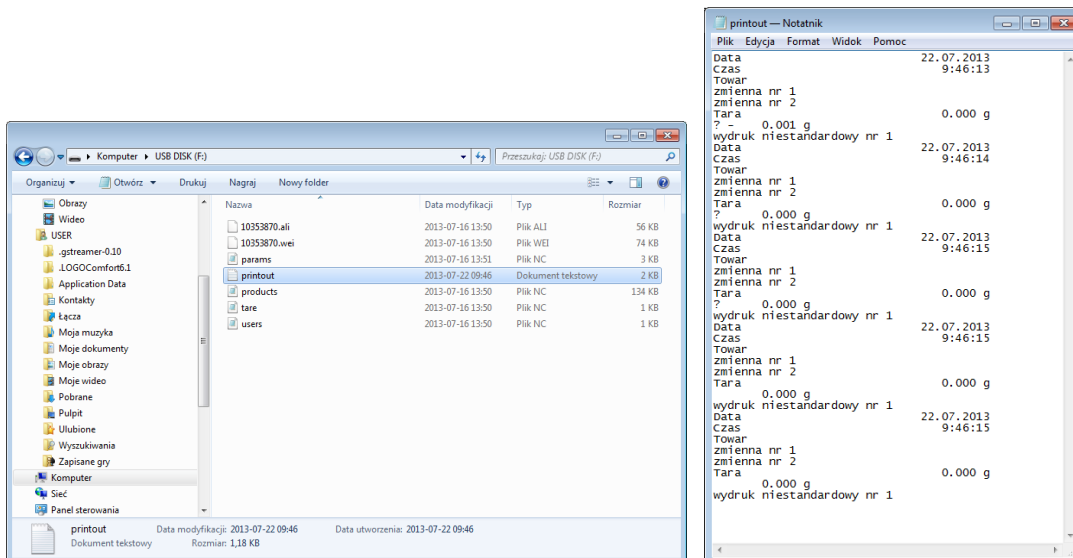 Komputer ▸ USB DISK (F:)
Przeszukaj: USB DISK (F:)
Organizuj Otwórz Drukuj Nagraj Nowy folder
Obrazy
Wideo
USER
.gstreamer-0.10
.LOGOComfort6.1
Application Data
Kontakty
Łącza
Moja muzyka
Moje dokumenty
Moje obrazy
Moje wideo
Pobrane
Pulpit
Ulubione
Wyszukiwania
Zapisane gry
Komputer
Sieć
Panel sterowania
Nazwa Data modyfikacji Typ Rozmiar
10353870.ali 2013-07-16 13:50 Plik ALI 56 KB
10353870.wei 2013-07-16 13:50 Plik WEI 74 KB
params 2013-07-16 13:51 Plik NC 3 KB
printout 2013-07-22 09:46 Dokument tekstowy 2 KB
products 2013-07-16 13:50 Plik NC 134 KB
tare 2013-07-16 13:50 Plik NC 1 KB
users 2013-07-16 13:50 Plik NC 1 KB
printout Data modyfikacji: 2013-07-22 09:46 Data utworzenia: 2013-07-22 09:46
Dokument tekstowy Rozmiar: 1,18 KB
printout — Notatnik
Plik Edycja Format Widok Pomoc
Data 22.07.2013
Czas 9:46:13
Towar
zmienna nr 1
zmienna nr 2
Tara 0.000 g
? - 0.001 g
wydruk niestandardowy nr 1
Data 22.07.2013
Czas 9:46:14
Towar
zmienna nr 1
zmienna nr 2
Tara 0.000 g
? 0.000 g
wydruk niestandardowy nr 1
Data 22.07.2013
Czas 9:46:15
Towar
zmienna nr 1
zmienna nr 2
Tara 0.000 g
? 0.000 g
wydruk niestandardowy nr 1
Data 22.07.2013
Czas 9:46:15
Towar
zmienna nr 1
zmienna nr 2
Tara 0.000 g
0.000 g
wydruk niestandardowy nr 1
Data 22.07.2013
Czas 9:46:15
Towar
zmienna nr 1
zmienna nr 2
Tara 0.000 g
0.000 g
wydruk niestandardowy nr 1